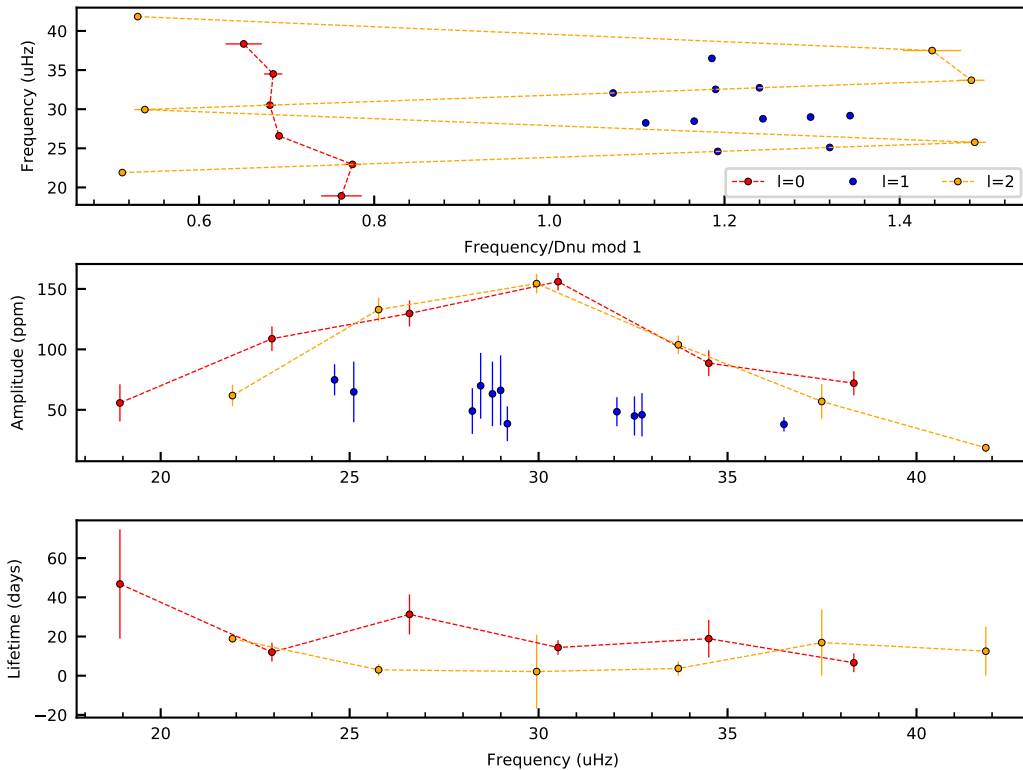 Frequency (uHz)
40
35
30
25
20
l=0 l=1 l=2
0.6 0.8 1.0 1.2 1.4
Frequency/Dnu mod 1
Amplitude (ppm)
150
100
50
20 25 30 35 40
Lifetime (days)
60
40
20
0
−20
20 25 30 35 40
Frequency (uHz)